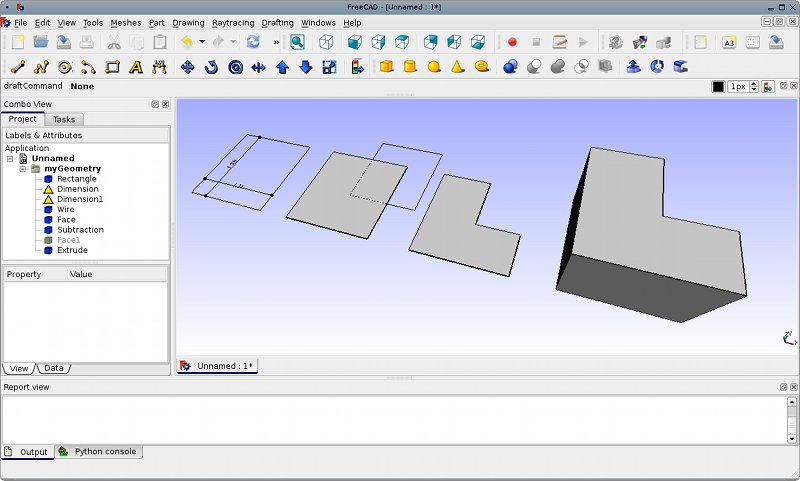 FreeCAD - [Unnamed : 1*]
File Edit View Tools Meshes Part Drawing Raytracing Drafting Windows Help
A3
draftCommand None
1px
Combo View
Project Tasks
Labels & Attributes
Application
Unnamed
myGeometry
Rectangle
Dimension
Dimension1
Wire
Face
Subtraction
Face1
Extrude
Property Value
View Data
Unnamed : 1*
Report view
Output Python console